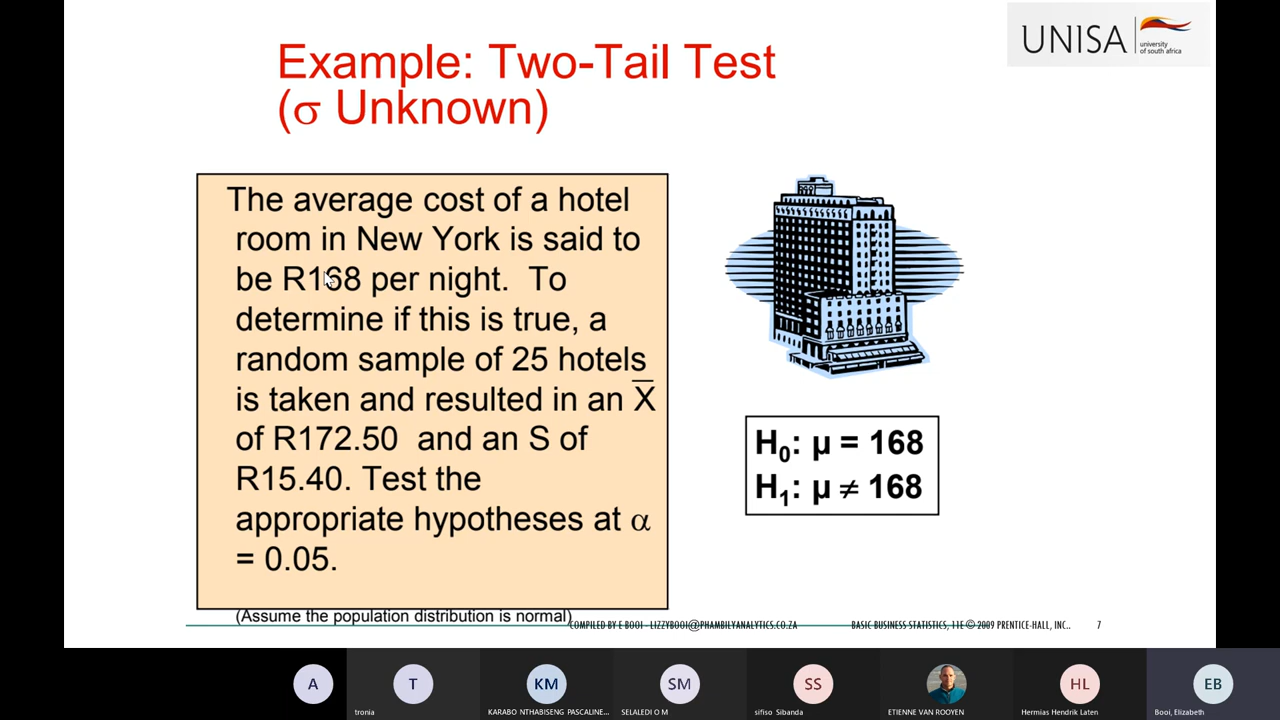 UNISA
university
of south africa
Example: Two-Tail Test
(σ Unknown)
The average cost of a hotel
room in New York is said to
be R168 per night. To
determine if this is true, a
random sample of 25 hotels
is taken and resulted in an X̅
of R172.50 and an S of
R15.40. Test the
appropriate hypotheses at α
= 0.05.
(Assume the population distribution is normal)
H₀: μ = 168
H₁: μ ≠ 168
COMPILED BY E BOOI - LIZZYBOOI@PHAMBILYANALYTICS.CO.ZA
BASIC BUSINESS STATISTICS, 11E © 2009 PRENTICE-HALL, INC..
7
A
T
KM
SM
SS
HL
EB
tronia
KARABO NTHABISENG PASCALINE...
SELALEDI O M
sifiso Sibanda
ETIENNE VAN ROOYEN
Hermias Hendrik Laten
Booi, Elizabeth